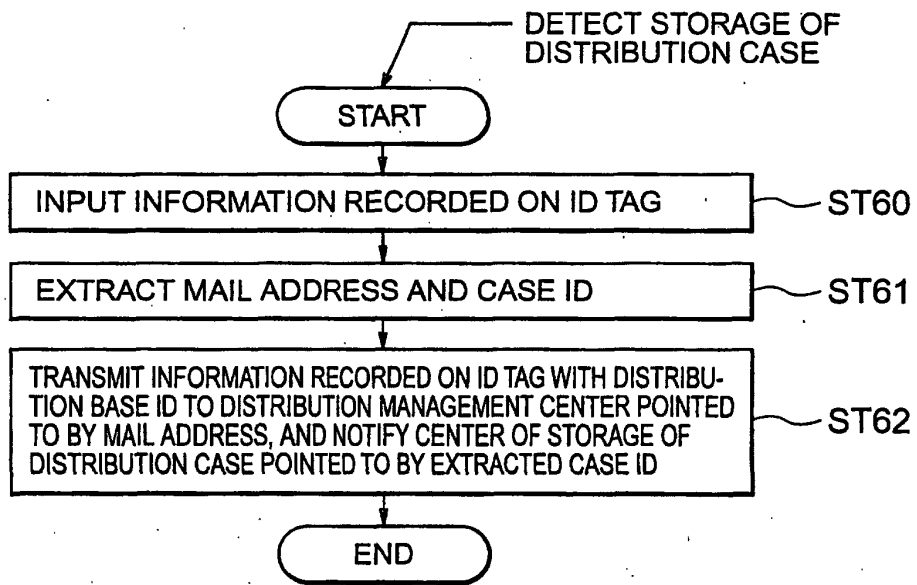 DETECT STORAGE OF
DISTRIBUTION CASE
START
INPUT INFORMATION RECORDED ON ID TAG
ST60
EXTRACT MAIL ADDRESS AND CASE ID
ST61
TRANSMIT INFORMATION RECORDED ON ID TAG WITH DISTRIBU-
TION BASE ID TO DISTRIBUTION MANAGEMENT CENTER POINTED
TO BY MAIL ADDRESS, AND NOTIFY CENTER OF STORAGE OF
DISTRIBUTION CASE POINTED TO BY EXTRACTED CASE ID
ST62
END